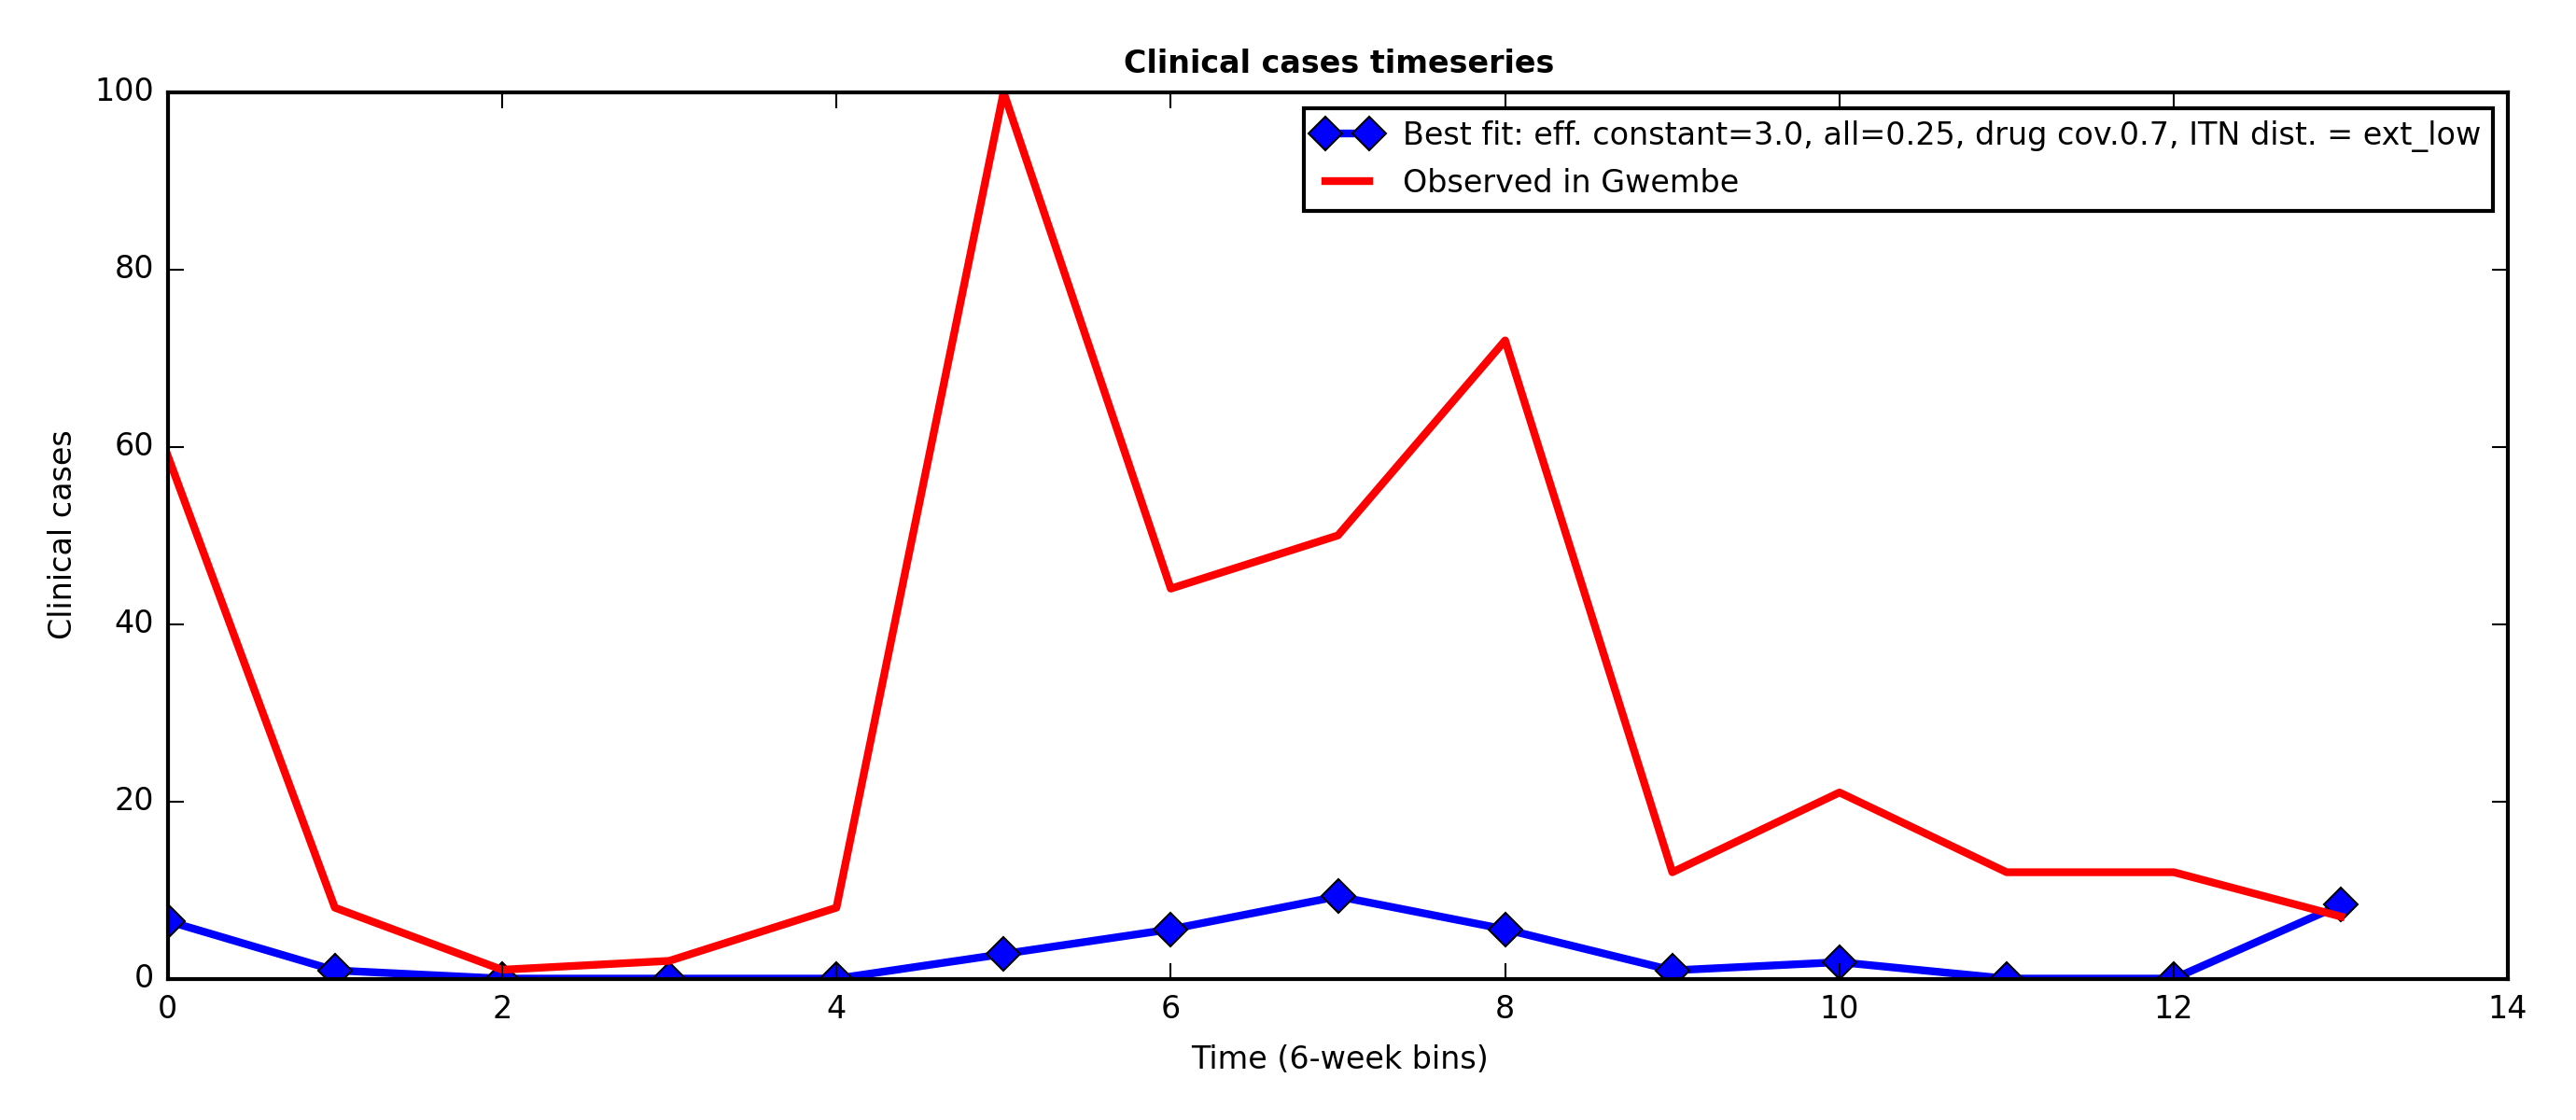 Clinical cases timeseries
100
80
60
40
20
0
Clinical cases
Best fit: eff. constant=3.0, all=0.25, drug cov.0.7, ITN dist. = ext_low
Observed in Gwembe
0 2 4 6 8 10 12 14
Time (6-week bins)